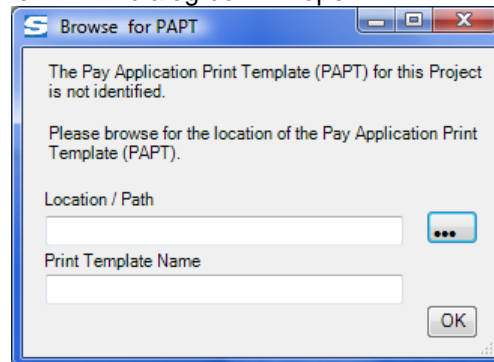 Browse for PAPT
The Pay Application Print Template (PAPT) for this Project
is not identified.
Please browse for the location of the Pay Application Print
Template (PAPT).
Location / Path
...
Print Template Name
OK